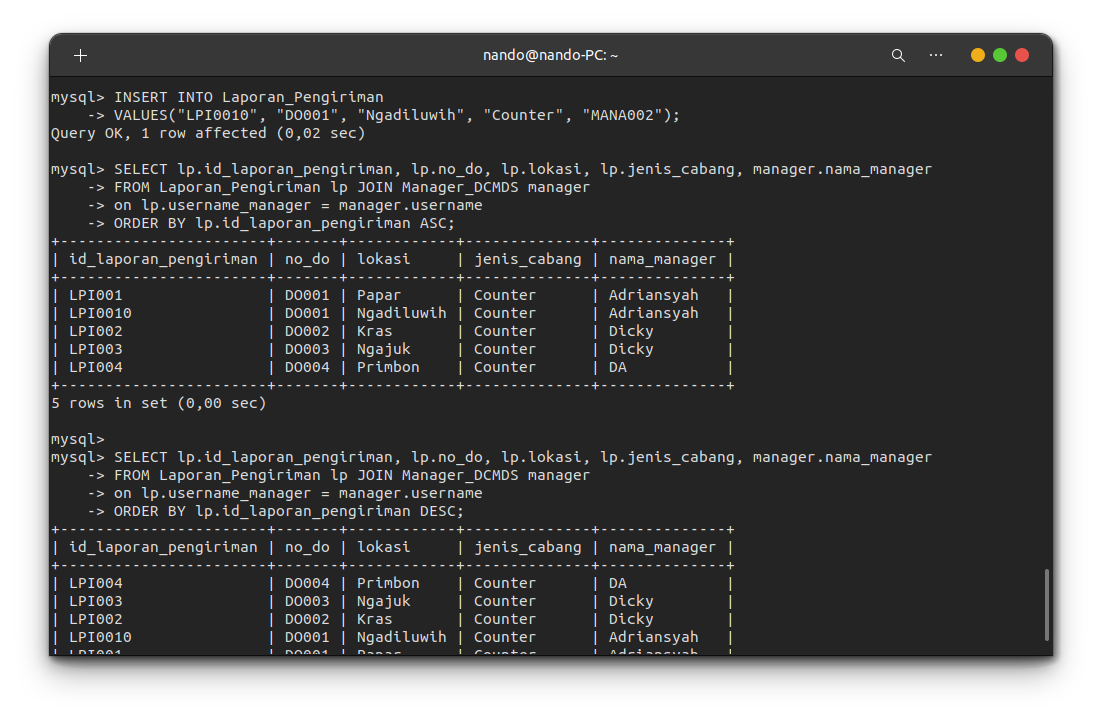 nando@nando-PC: ~
mysql> INSERT INTO Laporan_Pengiriman
    -> VALUES("LPI0010", "DO001", "Ngadiluwih", "Counter", "MANA002");
Query OK, 1 row affected (0,02 sec)

mysql> SELECT lp.id_laporan_pengiriman, lp.no_do, lp.lokasi, lp.jenis_cabang, manager.nama_manager
    -> FROM Laporan_Pengiriman lp JOIN Manager_DCMDS manager
    -> on lp.username_manager = manager.username
    -> ORDER BY lp.id_laporan_pengiriman ASC;
+-----------------------+-------+------------+--------------+--------------+
| id_laporan_pengiriman | no_do | lokasi     | jenis_cabang | nama_manager |
+-----------------------+-------+------------+--------------+--------------+
| LPI001                | DO001 | Papar      | Counter      | Adriansyah   |
| LPI0010               | DO001 | Ngadiluwih | Counter      | Adriansyah   |
| LPI002                | DO002 | Kras       | Counter      | Dicky        |
| LPI003                | DO003 | Ngajuk     | Counter      | Dicky        |
| LPI004                | DO004 | Primbon    | Counter      | DA           |
+-----------------------+-------+------------+--------------+--------------+
5 rows in set (0,00 sec)

mysql>
mysql> SELECT lp.id_laporan_pengiriman, lp.no_do, lp.lokasi, lp.jenis_cabang, manager.nama_manager
    -> FROM Laporan_Pengiriman lp JOIN Manager_DCMDS manager
    -> on lp.username_manager = manager.username
    -> ORDER BY lp.id_laporan_pengiriman DESC;
+-----------------------+-------+------------+--------------+--------------+
| id_laporan_pengiriman | no_do | lokasi     | jenis_cabang | nama_manager |
+-----------------------+-------+------------+--------------+--------------+
| LPI004                | DO004 | Primbon    | Counter      | DA           |
| LPI003                | DO003 | Ngajuk     | Counter      | Dicky        |
| LPI002                | DO002 | Kras       | Counter      | Dicky        |
| LPI0010               | DO001 | Ngadiluwih | Counter      | Adriansyah   |
| LPI001                | DO001 | Papar      | Counter      | Adriansyah   |